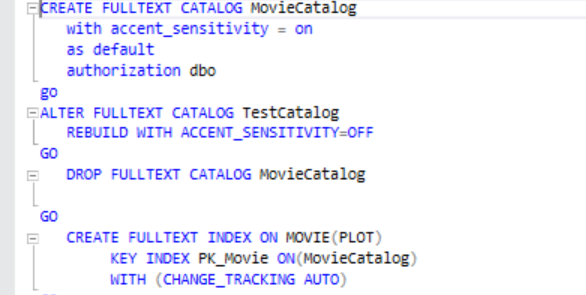 CREATE FULLTEXT CATALOG MovieCatalog
with accent_sensitivity = on
as default
authorization dbo
go
ALTER FULLTEXT CATALOG TestCatalog
REBUILD WITH ACCENT_SENSITIVITY=OFF
GO
DROP FULLTEXT CATALOG MovieCatalog
GO
CREATE FULLTEXT INDEX ON MOVIE(PLOT)
KEY INDEX PK_Movie ON(MovieCatalog)
WITH (CHANGE_TRACKING AUTO)